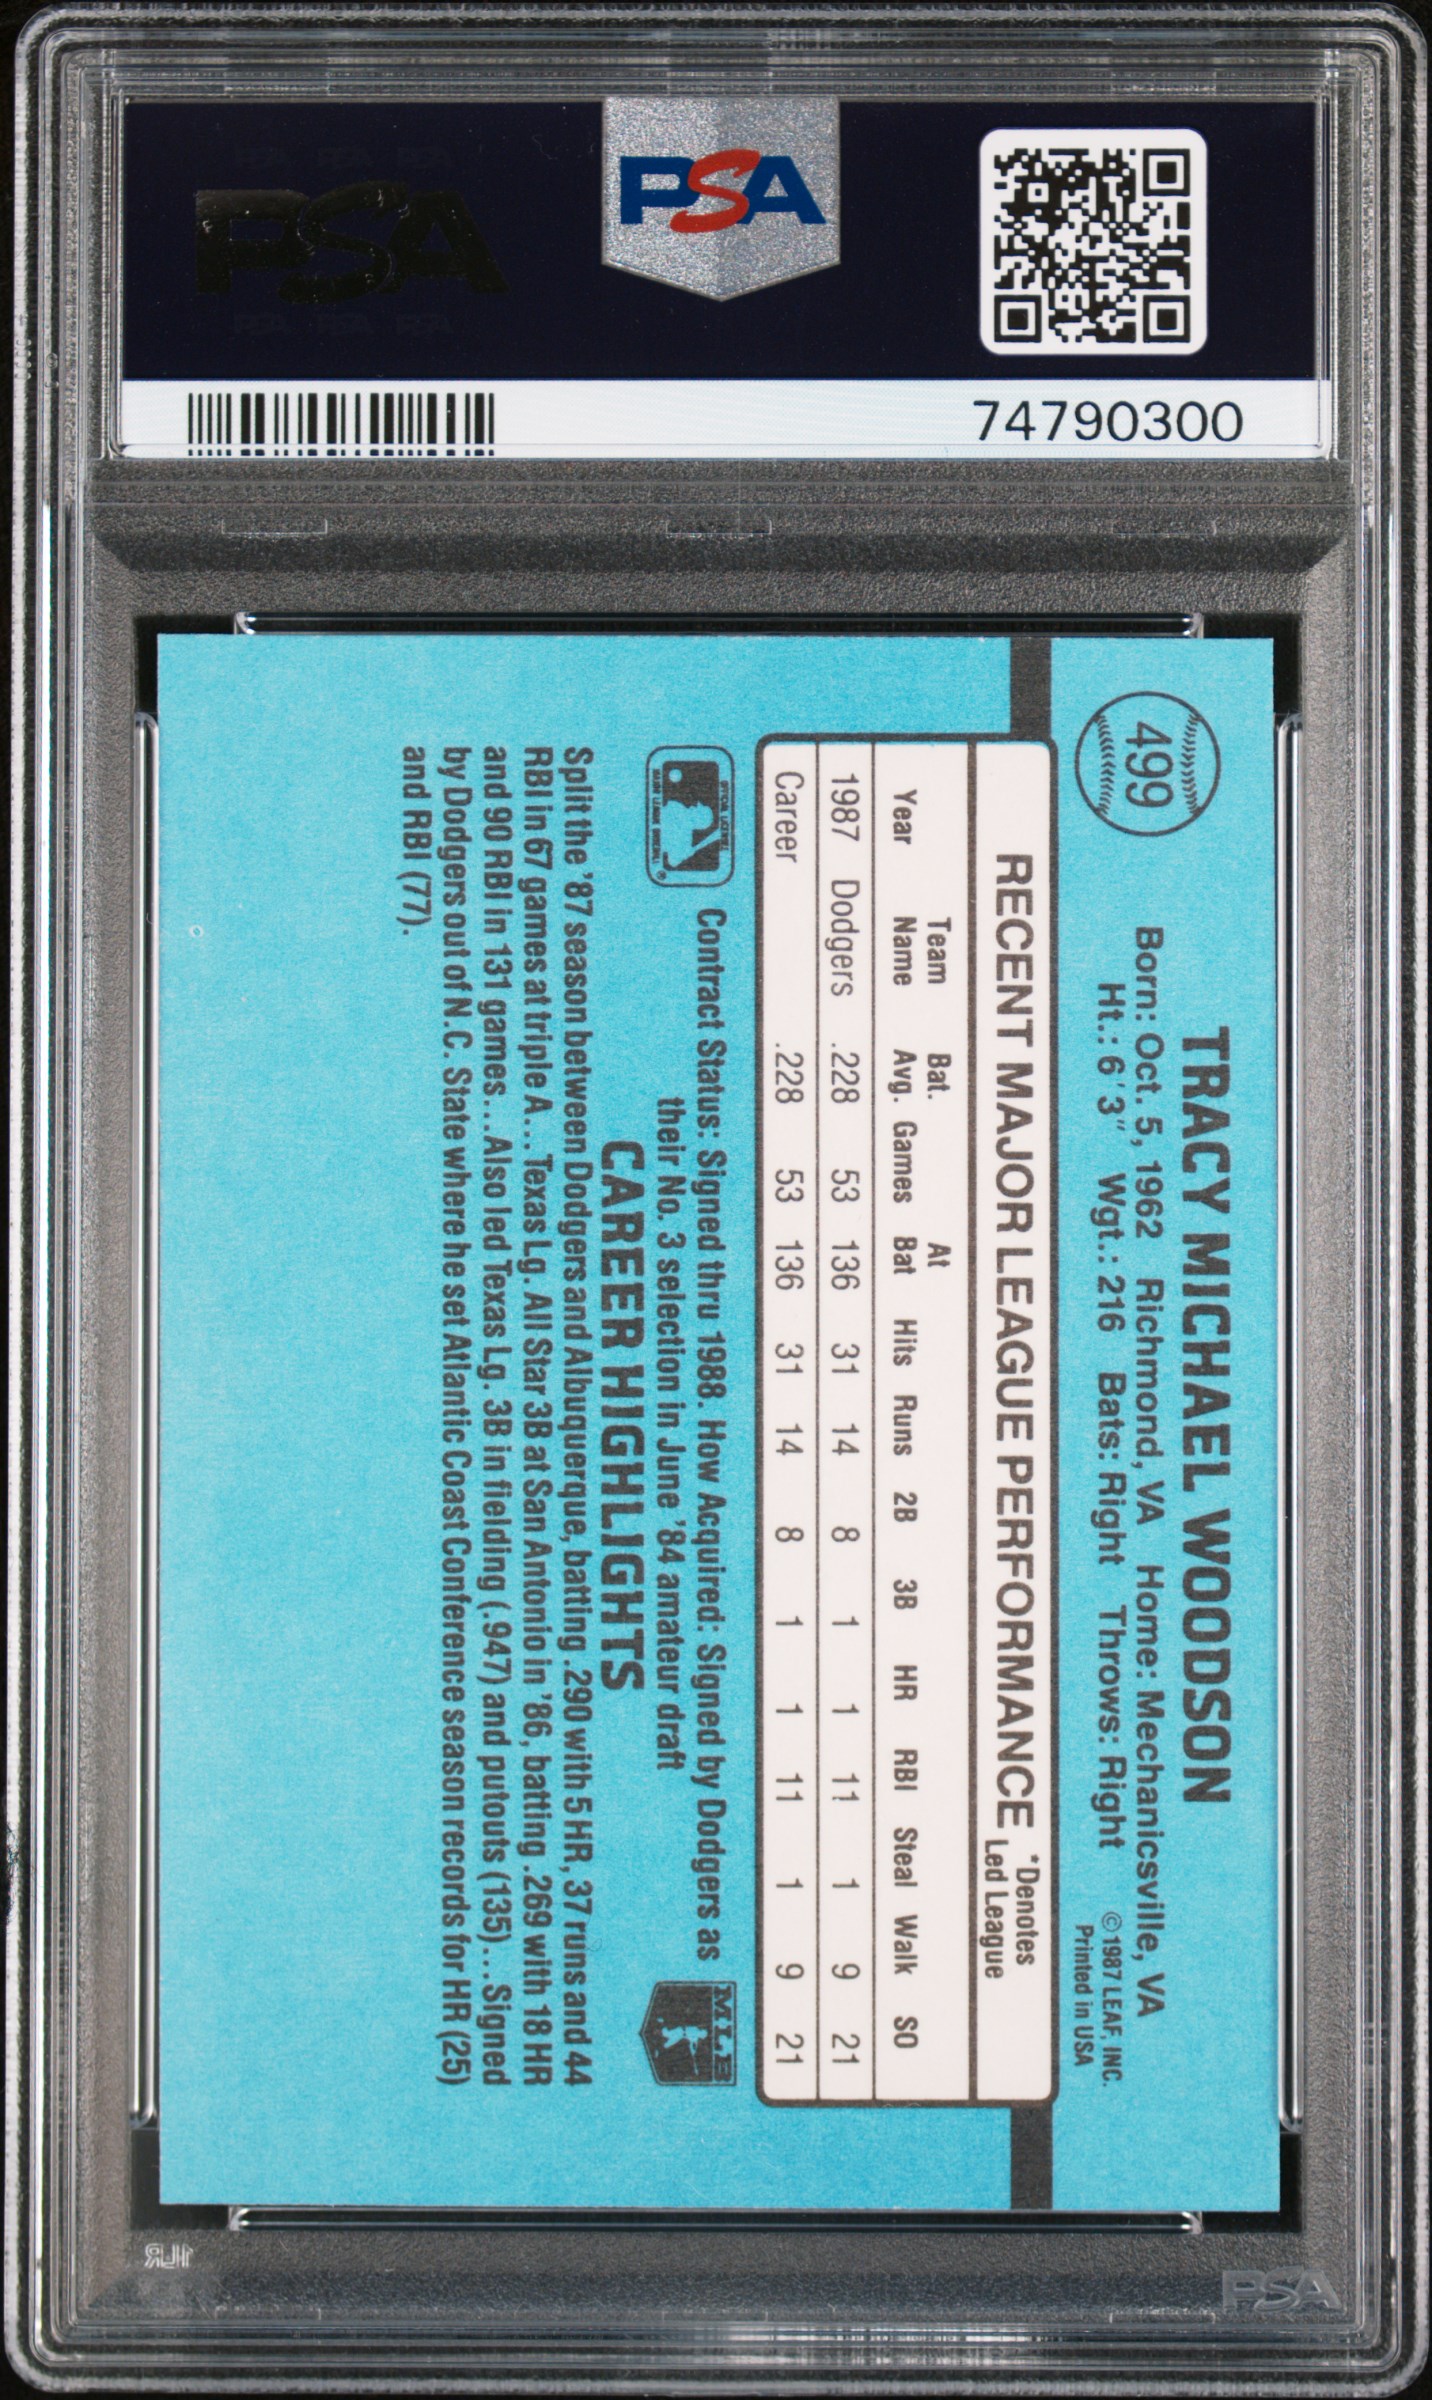 PSA
PSA
74790300
499
TRACY MICHAEL WOODSON
Born: Oct. 5, 1962 Richmond, VA Home: Mechanicsville, VA
Ht.: 6'3" Wgt.: 216 Bats: Right Throws: Right
©1987 LEAF, INC.
Printed in USA
RECENT MAJOR LEAGUE PERFORMANCE *Denotes Led League
Year Team Name Bat. Avg. Games At Bat Hits Runs 2B 3B HR RBI Steal Walk SO
1987 Dodgers .228 53 136 31 14 8 1 1 11 1 9 21
Career .228 53 136 31 14 8 1 1 11 1 9 21
Contract Status: Signed thru 1988. How Acquired: Signed by Dodgers as
their No. 3 selection in June '84 amateur draft
MLB
CAREER HIGHLIGHTS
Split the '87 season between Dodgers and Albuquerque, batting .290 with 5 HR, 37 runs and 44
RBI in 67 games at triple A...Texas Lg. All Star 3B at San Antonio in '86, batting .269 with 18 HR
and 90 RBI in 131 games...Also led Texas Lg. 3B in fielding (.947) and putouts (135)...Signed
by Dodgers out of N.C. State where he set Atlantic Coast Conference season records for HR (25)
and RBI (77).
PSA